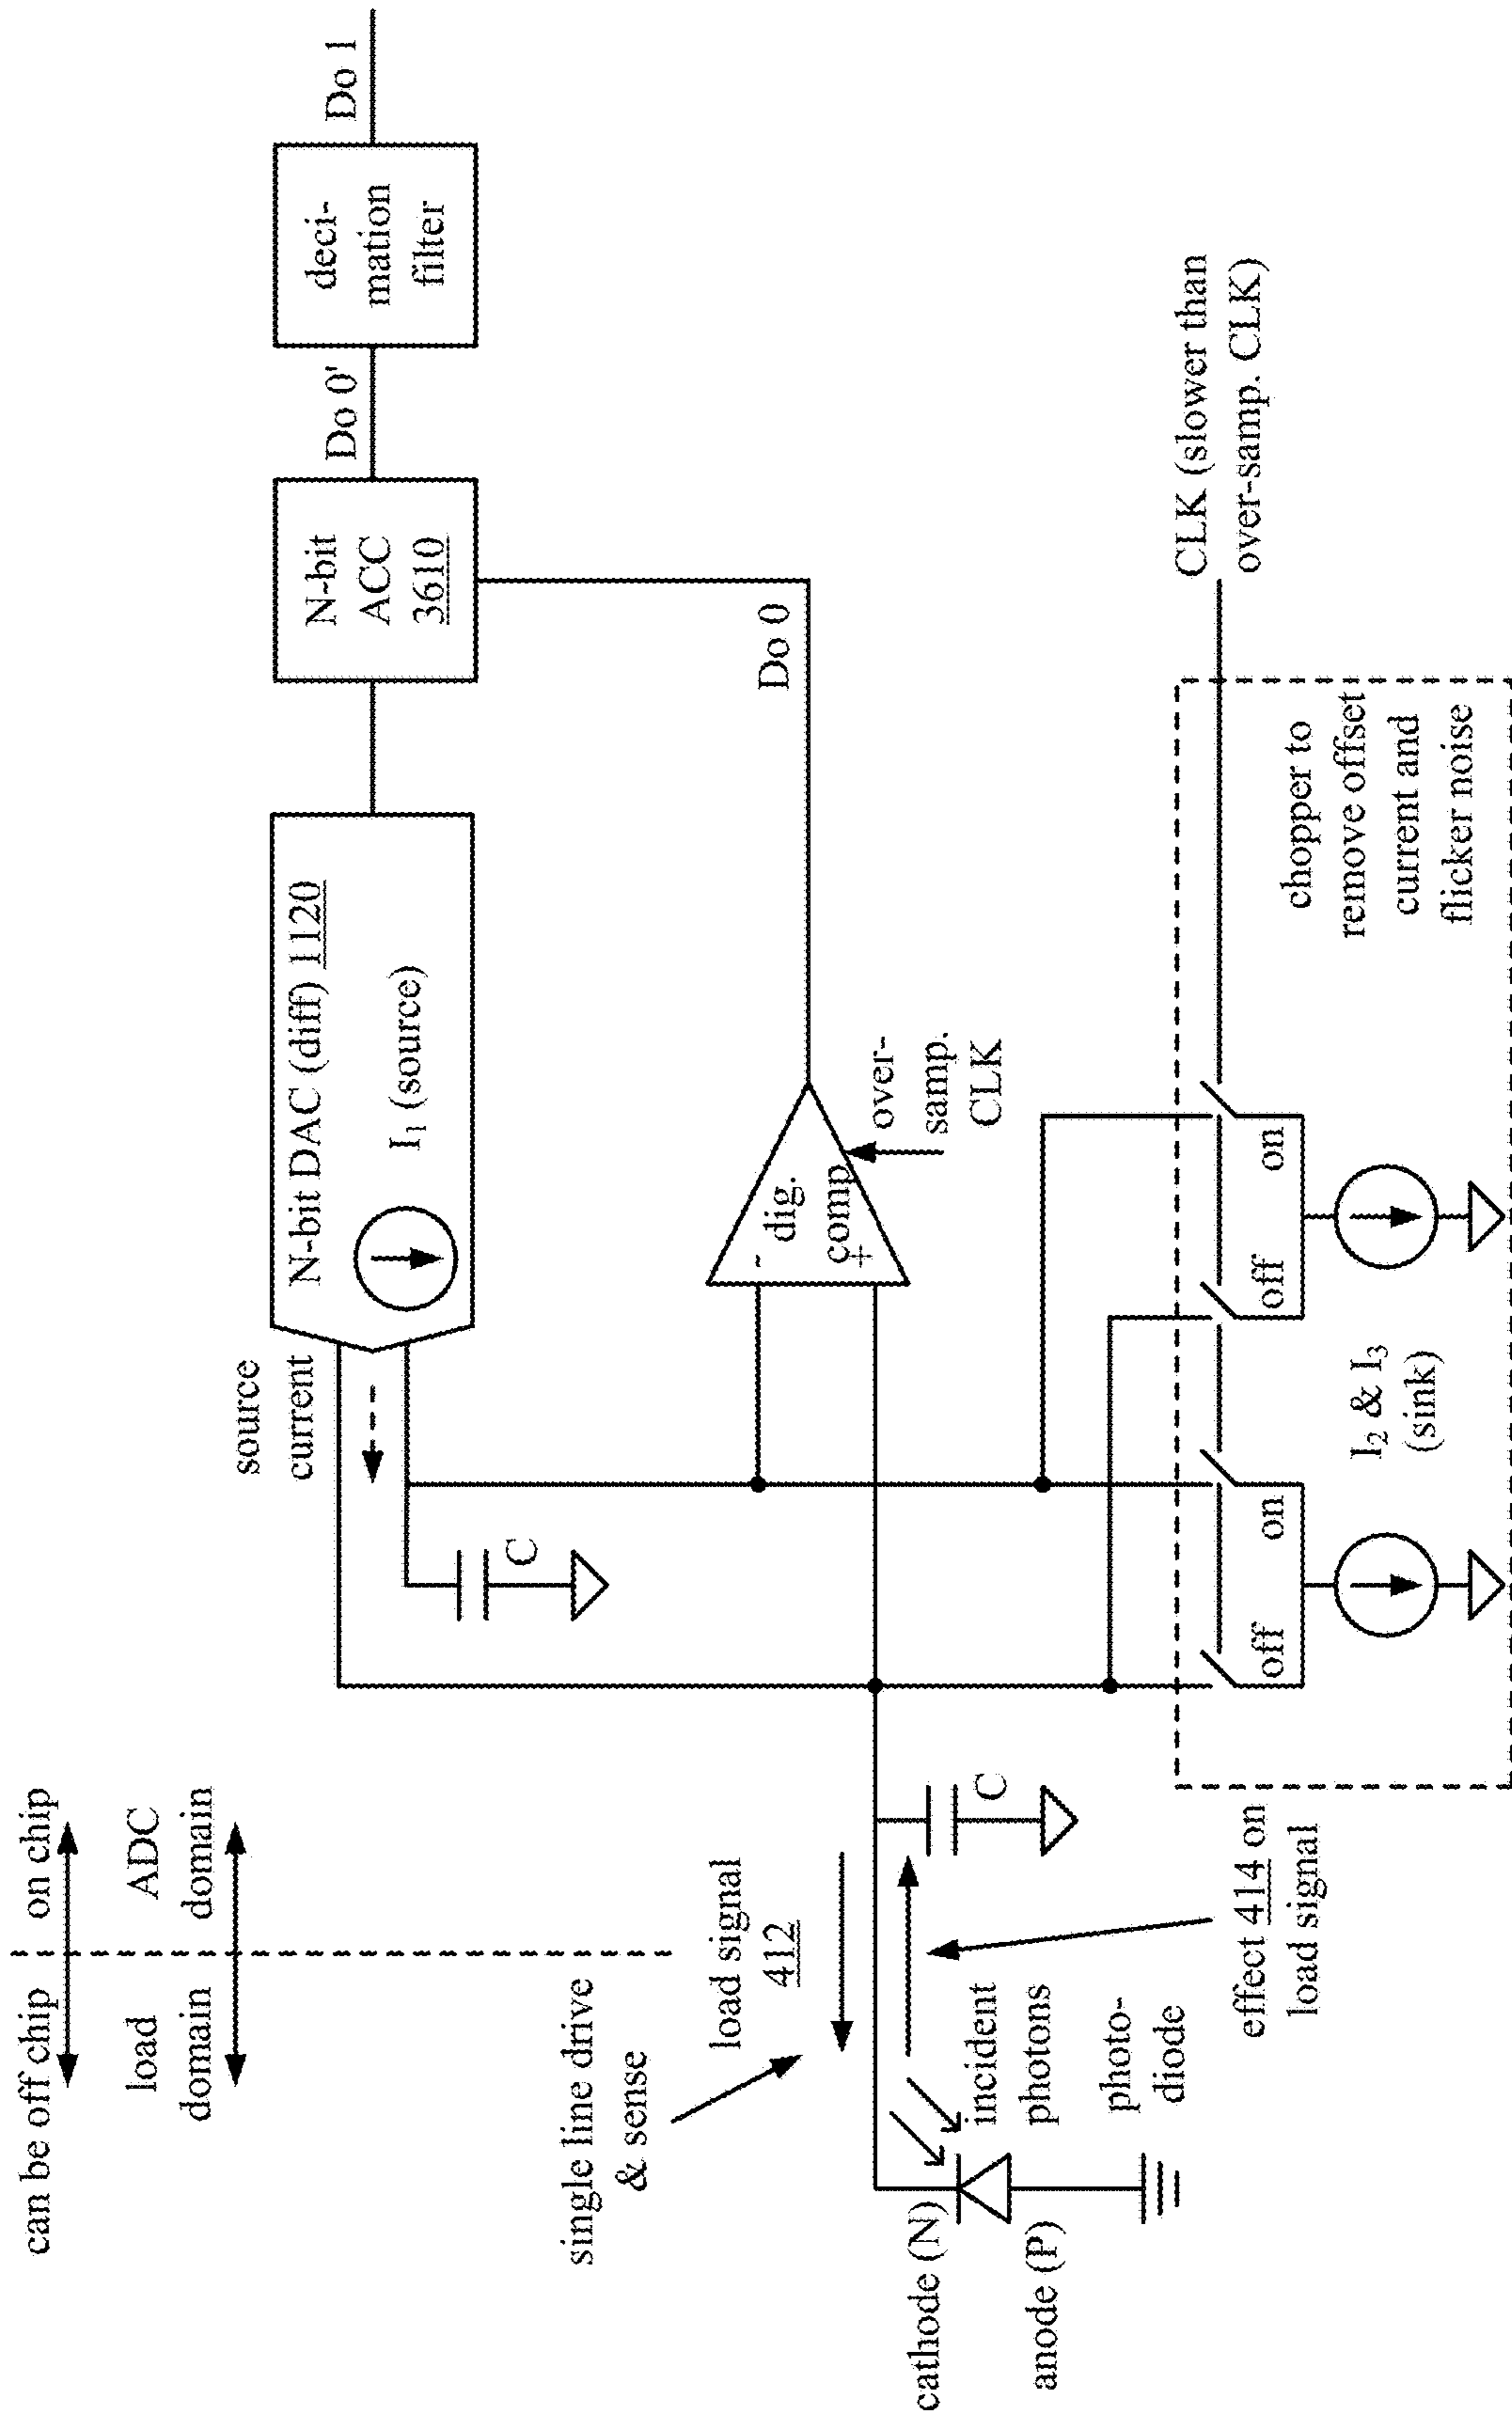 can be off chip
on chip
load
domain
ADC
domain
source
current
N-bit DAC (diff) 1120
I₁ (source)
N-bit
ACC
3610
Do 0'
deci-
mation
filter
Do 1
C
single line drive
& sense
load signal
412
-
dig.
comp
+
Do 0
over-
samp.
CLK
cathode (N)
anode (P)
incident
photons
photo-
diode
C
effect 414 on
load signal
CLK (slower than
over-samp. CLK)
off
on
off
on
I₂ & I₃
(sink)
chopper to
remove offset
current and
flicker noise